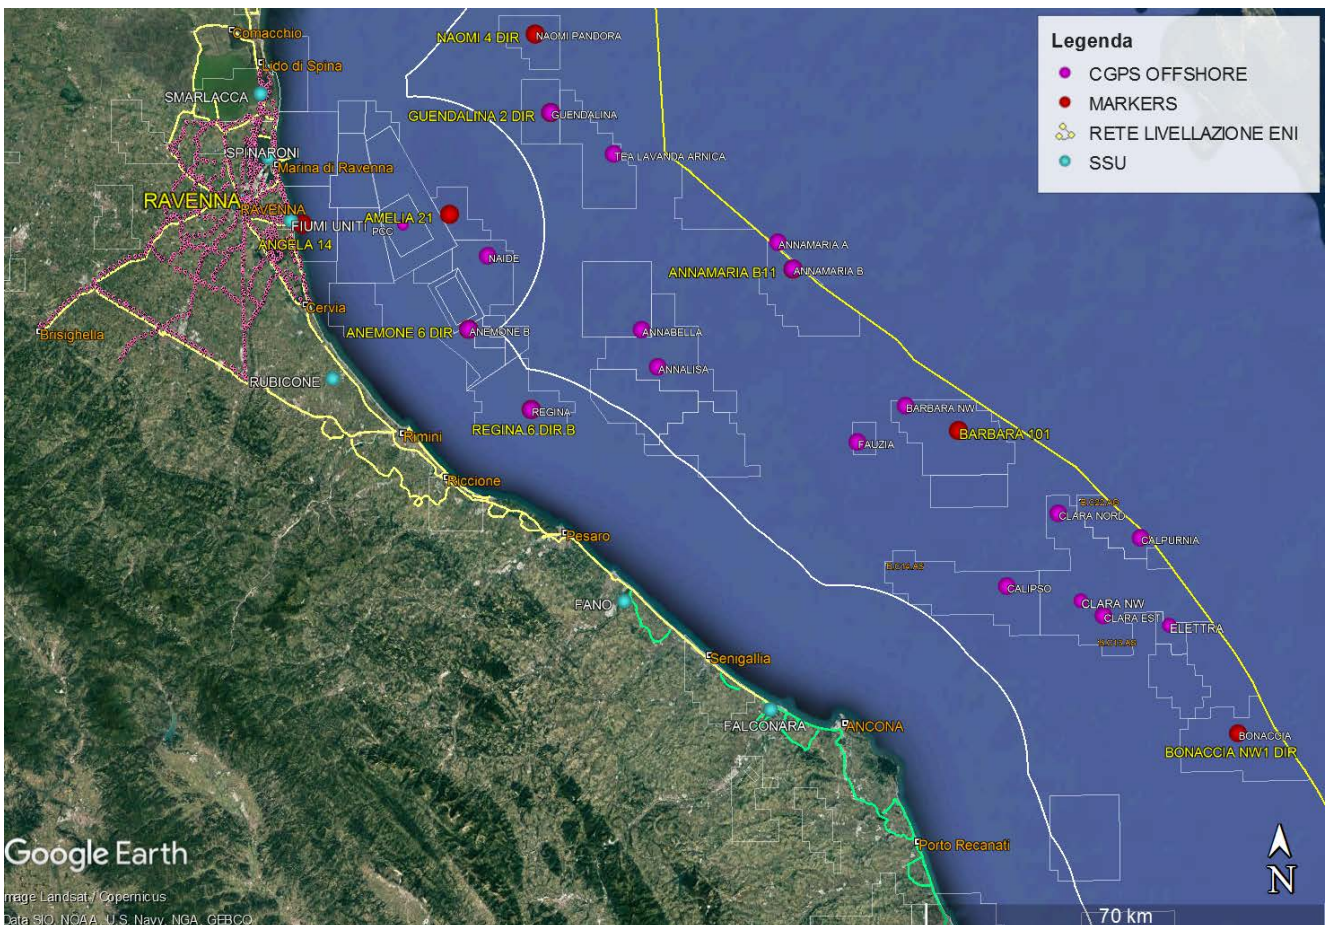 Comacchio
NAOMI 4 DIR
NAOMI PANDORA
Legenda
CGPS OFFSHORE
MARKERS
RETE LIVELLAZIONE ENI
SSU
Lido di Spina
SMARLACCA
GUENDALINA 2 DIR
GUENDALINA
SPINARONI
Marina di Ravenna
TEA LAVANDA ARNICA
RAVENNA
RAVENNA
FIUMI UNITI
AMELIA 21
PCC
ANGELA 14
NAIDE
ANNAMARIA A
ANNAMARIA B11
ANNAMARIA B
Cervia
Brisighella
ANEMONE 6 DIR
ANEMONE B
ANNABELLA
ANNALISA
RUBICONE
REGINA
REGINA 6 DIR B
BARBARA NW
BARBARA 101
FAUZIA
Rimini
Riccione
CLARA NORD
Pesaro
CALPURNIA
B.C14.AS
CALIPSO
FANO
CLARA NW
CLARA EST
ELETTRA
B.C13.AS
Senigallia
FALCONARA
ANCONA
BONACCIA
BONACCIA NW1 DIR
Porto Recanati
Google Earth
N
mage Landsat / Copernicus
Data SIO, NOAA, U.S. Navy, NGA, GEBCO
70 km